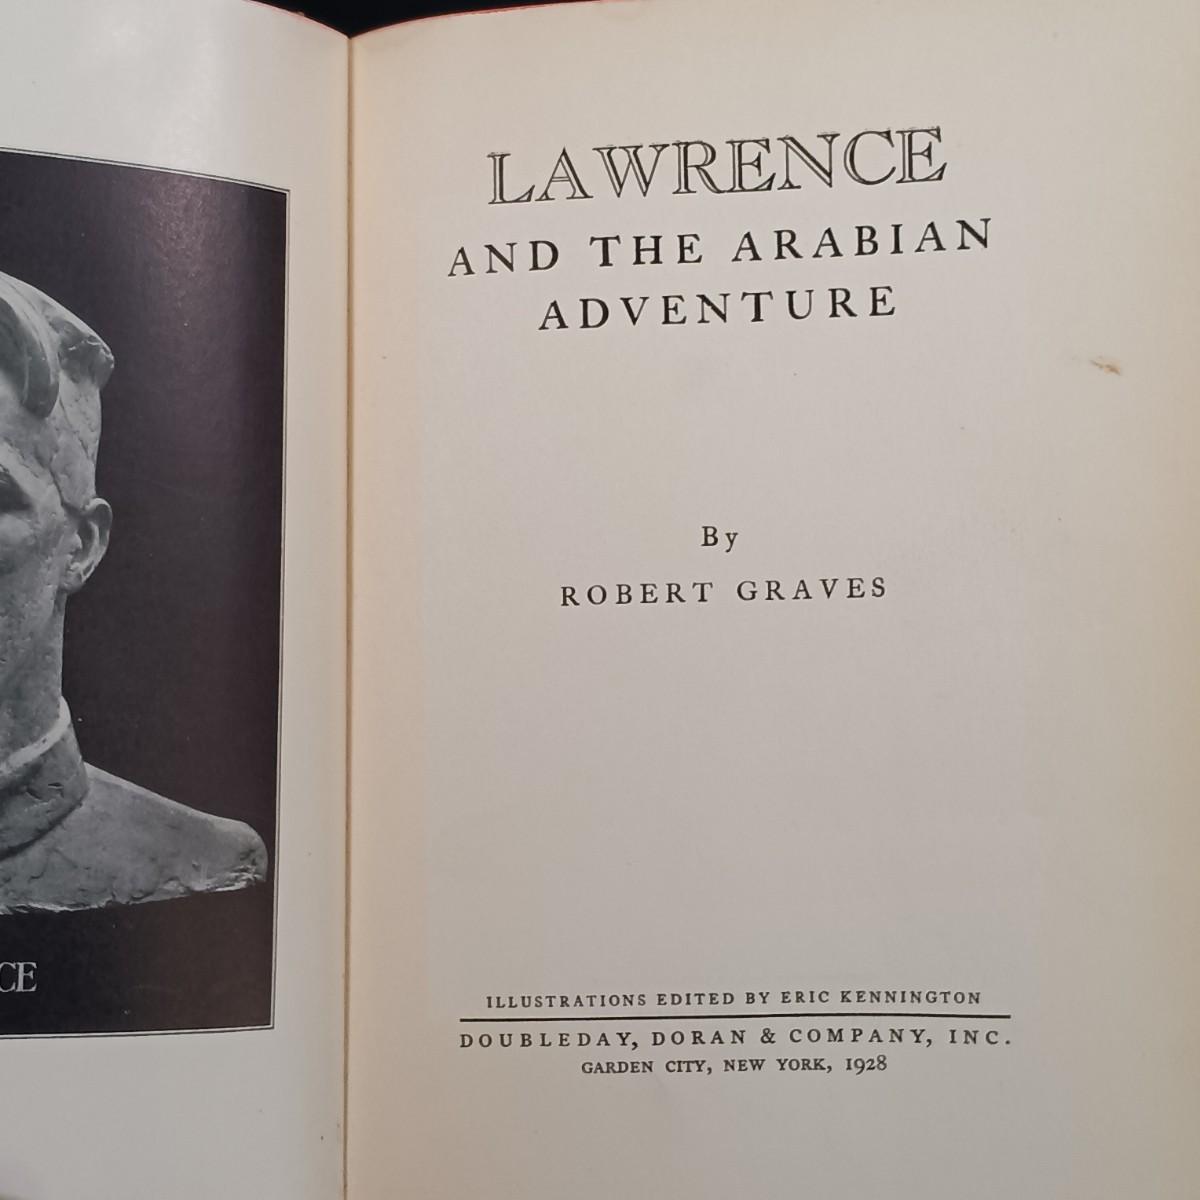 CE
LAWRENCE
AND THE ARABIAN
ADVENTURE
By
ROBERT GRAVES
ILLUSTRATIONS EDITED BY ERIC KENNINGTON
DOUBLEDAY, DORAN & COMPANY, INC.
GARDEN CITY, NEW YORK, 1928